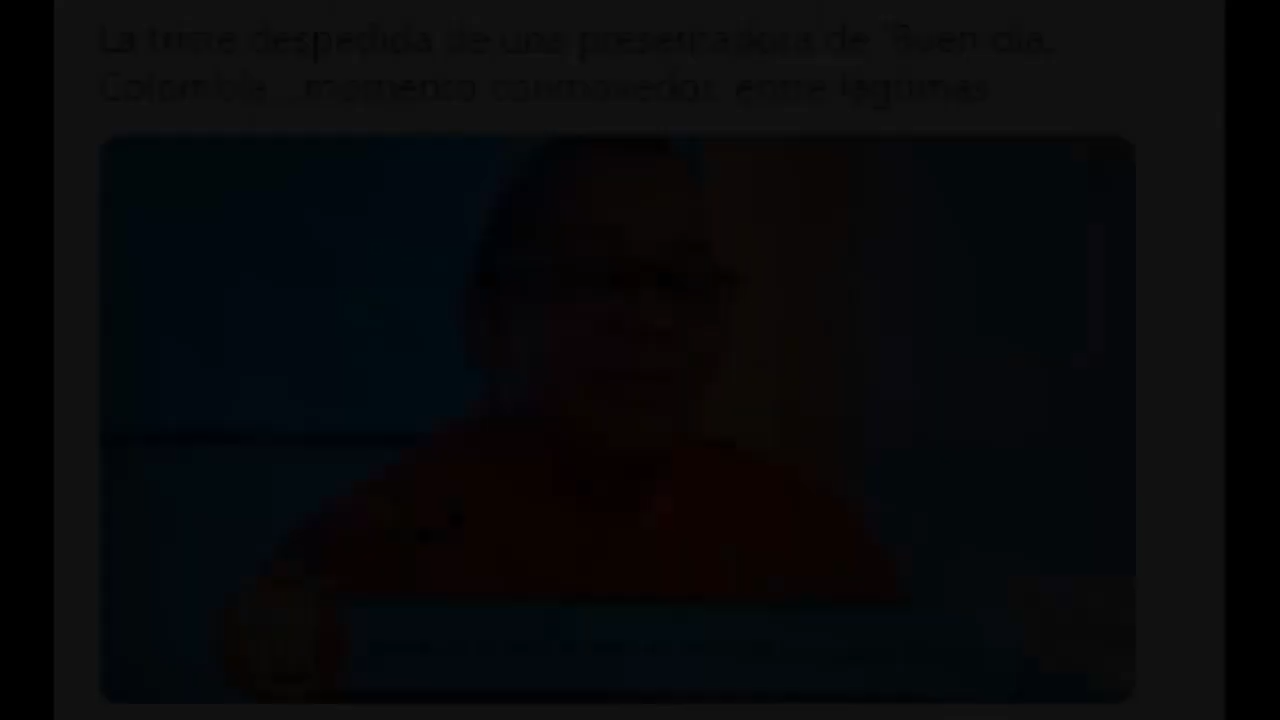 La triste despedida de una presentadora de 'Buen día,
Colombia'...momento conmovedor, entre lágrimas